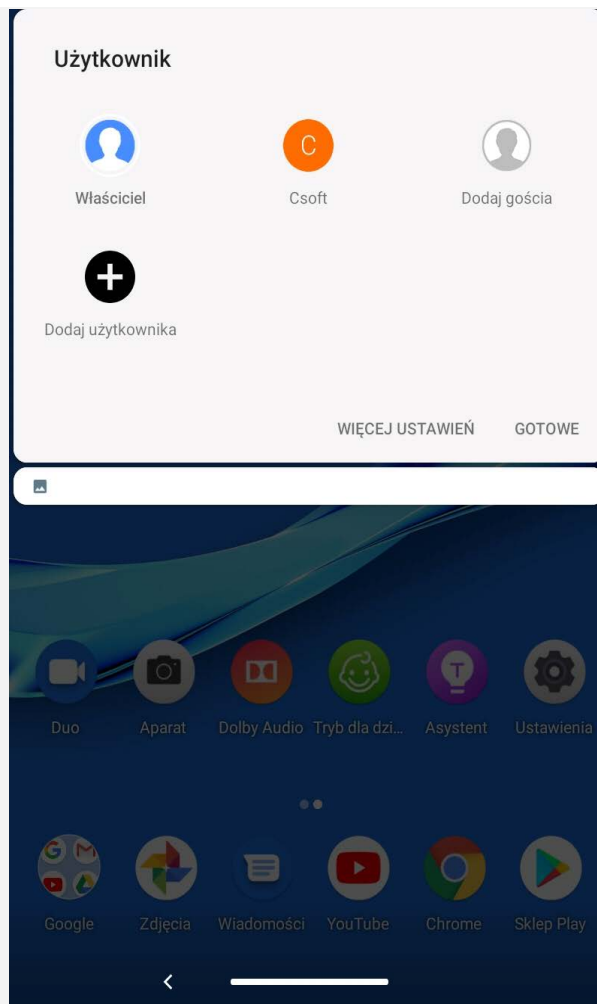 Użytkownik
C
Właściciel Csoft Dodaj gościa
Dodaj użytkownika
WIĘCEJ USTAWIEŃ GOTOWE
T
Duo Aparat Dolby Audio Tryb dla dzi... Asystent Ustawienia
G M
Google Zdjęcia Wiadomości YouTube Chrome Sklep Play